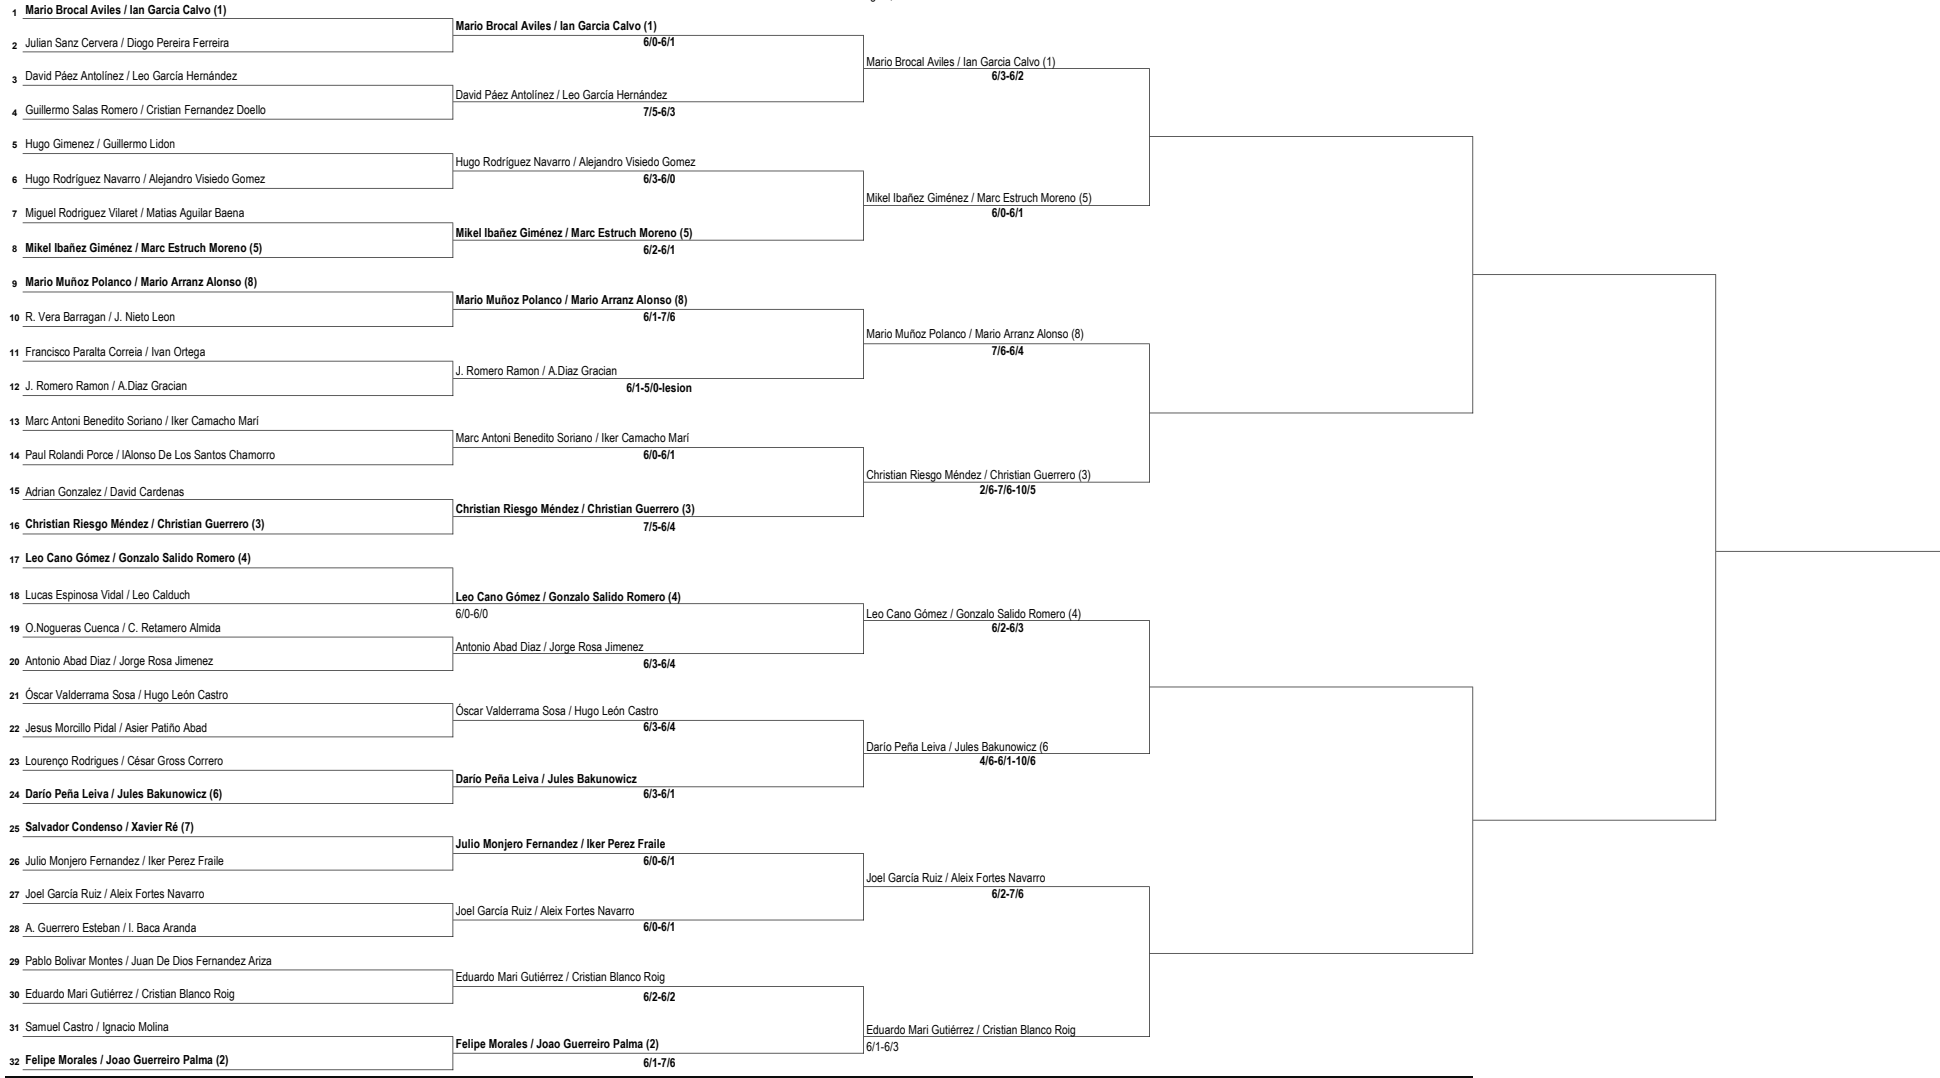 1 Mario Brocal Aviles / Ian Garcia Calvo (1)
Mario Brocal Aviles / Ian Garcia Calvo (1)
2 Julian Sanz Cervera / Diogo Pereira Ferreira
6/0-6/1
Mario Brocal Aviles / Ian Garcia Calvo (1)
3 David Páez Antolínez / Leo García Hernández
6/3-6/2
David Páez Antolínez / Leo García Hernández
4 Guillermo Salas Romero / Cristian Fernandez Doello
7/5-6/3
5 Hugo Gimenez / Guillermo Lidon
Hugo Rodríguez Navarro / Alejandro Visiedo Gomez
6 Hugo Rodríguez Navarro / Alejandro Visiedo Gomez
6/3-6/0
Mikel Ibañez Giménez / Marc Estruch Moreno (5)
7 Miguel Rodriguez Vilaret / Matias Aguilar Baena
6/0-6/1
Mikel Ibañez Giménez / Marc Estruch Moreno (5)
8 Mikel Ibañez Giménez / Marc Estruch Moreno (5)
6/2-6/1
9 Mario Muñoz Polanco / Mario Arranz Alonso (8)
Mario Muñoz Polanco / Mario Arranz Alonso (8)
10 R. Vera Barragan / J. Nieto Leon
6/1-7/6
Mario Muñoz Polanco / Mario Arranz Alonso (8)
11 Francisco Paralta Correia / Ivan Ortega
7/6-6/4
J. Romero Ramon / A.Diaz Gracian
12 J. Romero Ramon / A.Diaz Gracian
6/1-5/0-lesion
13 Marc Antoni Benedito Soriano / Iker Camacho Marí
Marc Antoni Benedito Soriano / Iker Camacho Marí
14 Paul Rolandi Porce / lAlonso De Los Santos Chamorro
6/0-6/1
Christian Riesgo Méndez / Christian Guerrero (3)
15 Adrian Gonzalez / David Cardenas
2/6-7/6-10/5
Christian Riesgo Méndez / Christian Guerrero (3)
16 Christian Riesgo Méndez / Christian Guerrero (3)
7/5-6/4
17 Leo Cano Gómez / Gonzalo Salido Romero (4)
18 Lucas Espinosa Vidal / Leo Calduch
Leo Cano Gómez / Gonzalo Salido Romero (4)
6/0-6/0
Leo Cano Gómez / Gonzalo Salido Romero (4)
19 O.Nogueras Cuenca / C. Retamero Almida
6/2-6/3
Antonio Abad Diaz / Jorge Rosa Jimenez
20 Antonio Abad Diaz / Jorge Rosa Jimenez
6/3-6/4
21 Óscar Valderrama Sosa / Hugo León Castro
Óscar Valderrama Sosa / Hugo León Castro
22 Jesus Morcillo Pidal / Asier Patiño Abad
6/3-6/4
Darío Peña Leiva / Jules Bakunowicz (6
23 Lourenço Rodrigues / César Gross Correro
4/6-6/1-10/6
Darío Peña Leiva / Jules Bakunowicz
24 Darío Peña Leiva / Jules Bakunowicz (6)
6/3-6/1
25 Salvador Condenso / Xavier Ré (7)
Julio Monjero Fernandez / Iker Perez Fraile
26 Julio Monjero Fernandez / Iker Perez Fraile
6/0-6/1
Joel García Ruiz / Aleix Fortes Navarro
27 Joel García Ruiz / Aleix Fortes Navarro
6/2-7/6
Joel García Ruiz / Aleix Fortes Navarro
28 A. Guerrero Esteban / I. Baca Aranda
6/0-6/1
29 Pablo Bolivar Montes / Juan De Dios Fernandez Ariza
Eduardo Mari Gutiérrez / Cristian Blanco Roig
30 Eduardo Mari Gutiérrez / Cristian Blanco Roig
6/2-6/2
31 Samuel Castro / Ignacio Molina
Eduardo Mari Gutiérrez / Cristian Blanco Roig
Felipe Morales / Joao Guerreiro Palma (2)
6/1-6/3
32 Felipe Morales / Joao Guerreiro Palma (2)
6/1-7/6